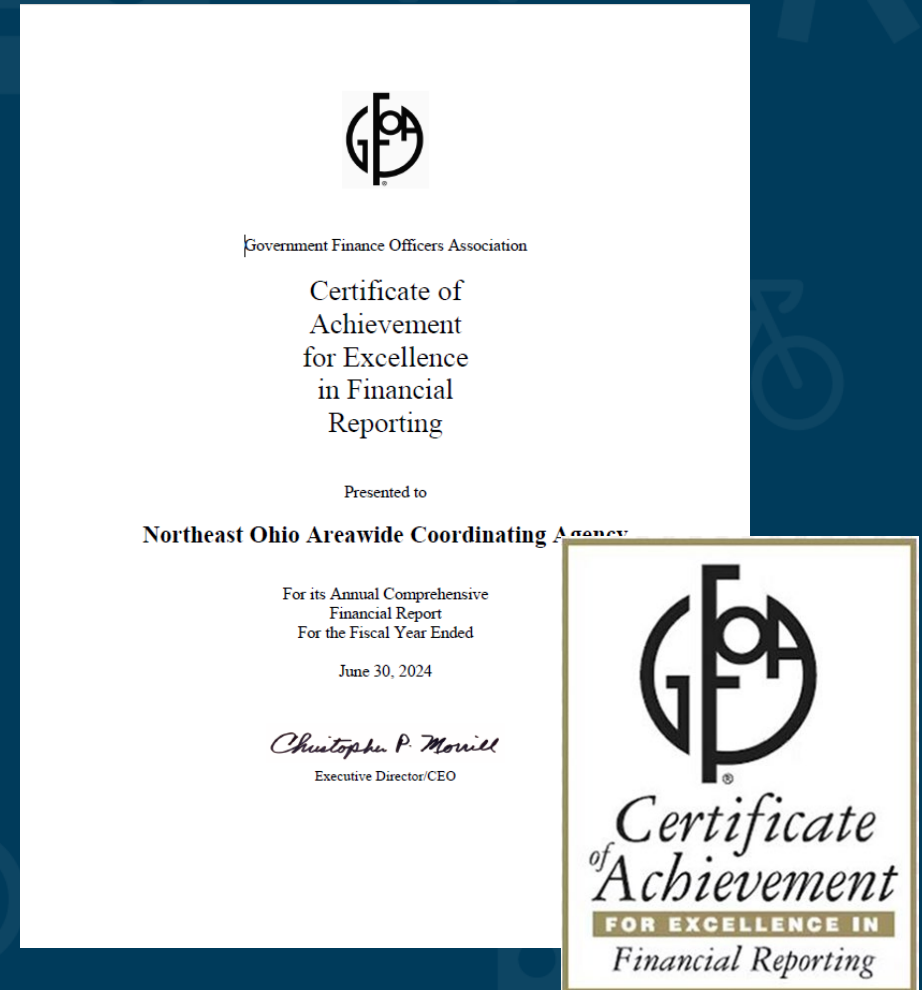 GFOA
®
Government Finance Officers Association
Certificate of
Achievement
for Excellence
in Financial
Reporting
Presented to
Northeast Ohio Areawide Coordinating Agency
For its Annual Comprehensive
Financial Report
For the Fiscal Year Ended
June 30, 2024
Christopher P. Morrill
Executive Director/CEO
GFOA
®
Certificate
of Achievement
FOR EXCELLENCE IN
Financial Reporting